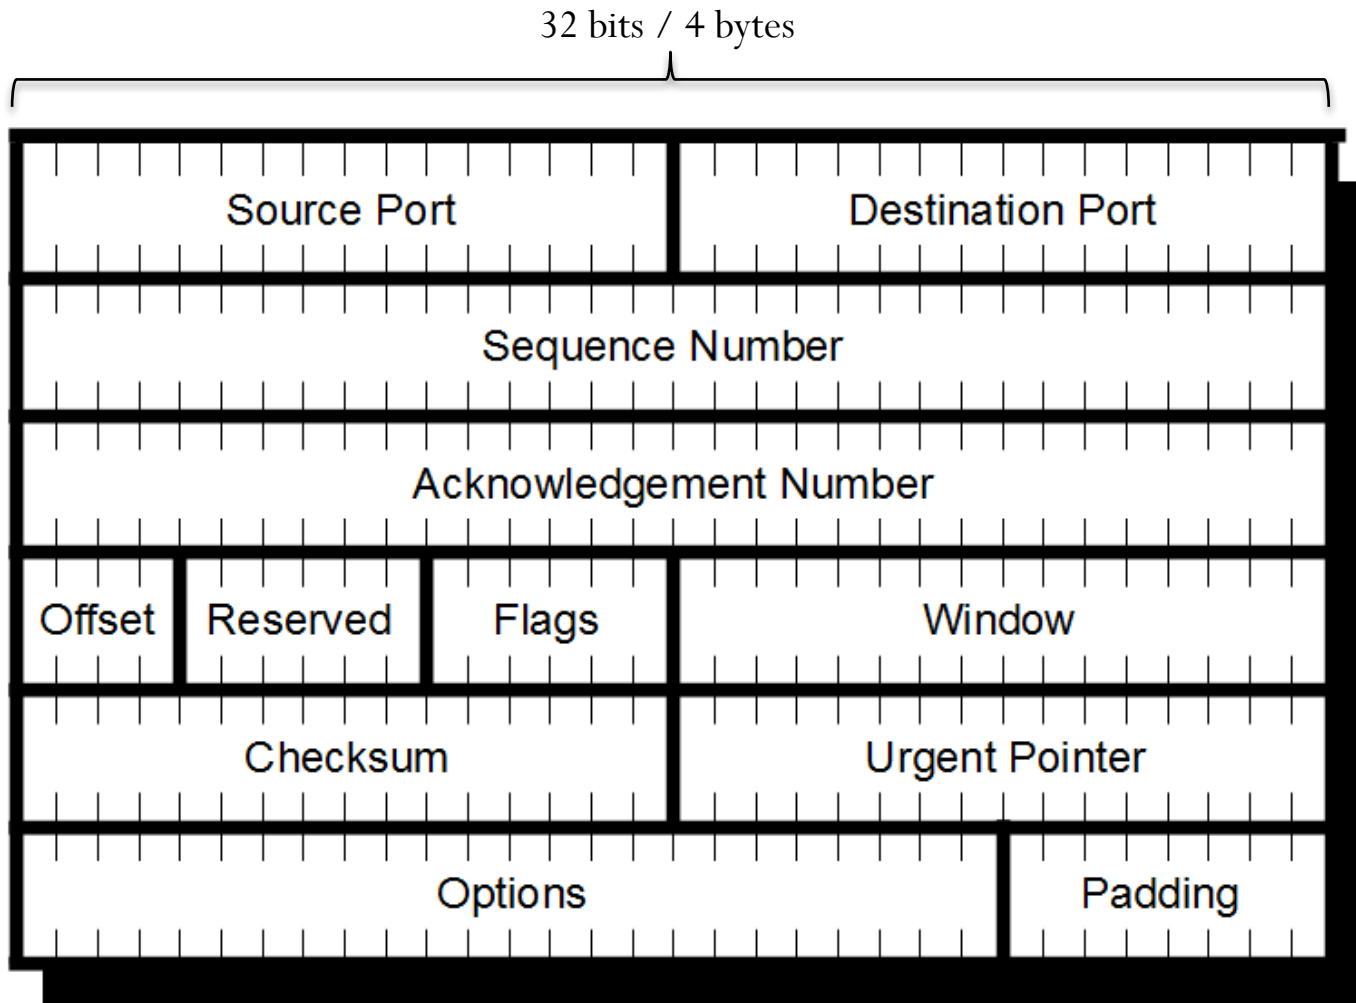 32 bits / 4 bytes
Source Port Destination Port
Sequence Number
Acknowledgement Number
Offset Reserved Flags Window
Checksum Urgent Pointer
Options Padding